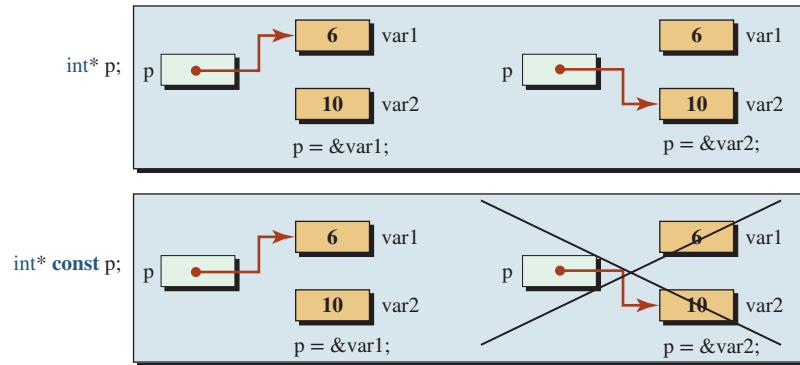 int* p;
p
6 var1
10 var2
p = &var1;
p
6 var1
10 var2
p = &var2;
int* const p;
p
6 var1
10 var2
p = &var1;
p
6 var1
10 var2
p = &var2;